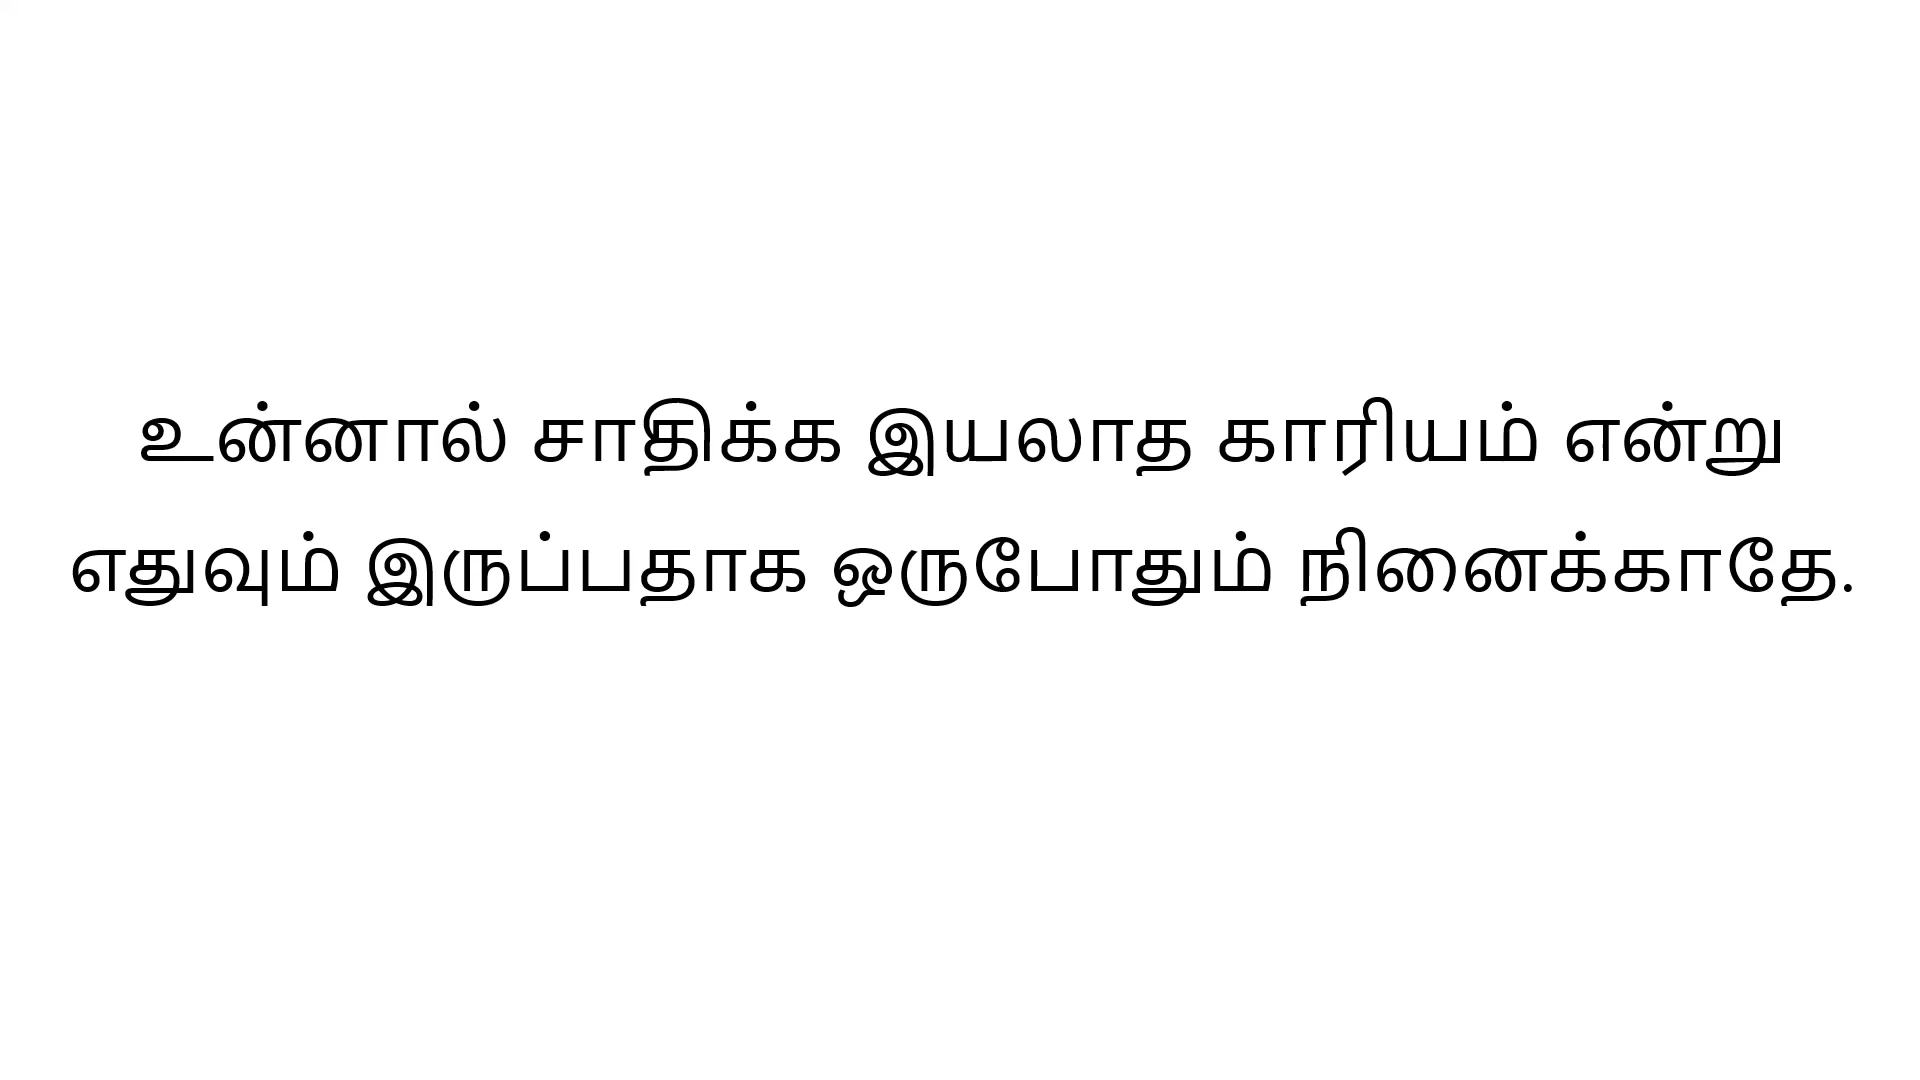 உன்னால் சாதிக்க இயலாத காரியம் என்று
எதுவும் இருப்பதாக ஒருபோதும் நினைக்காதே.